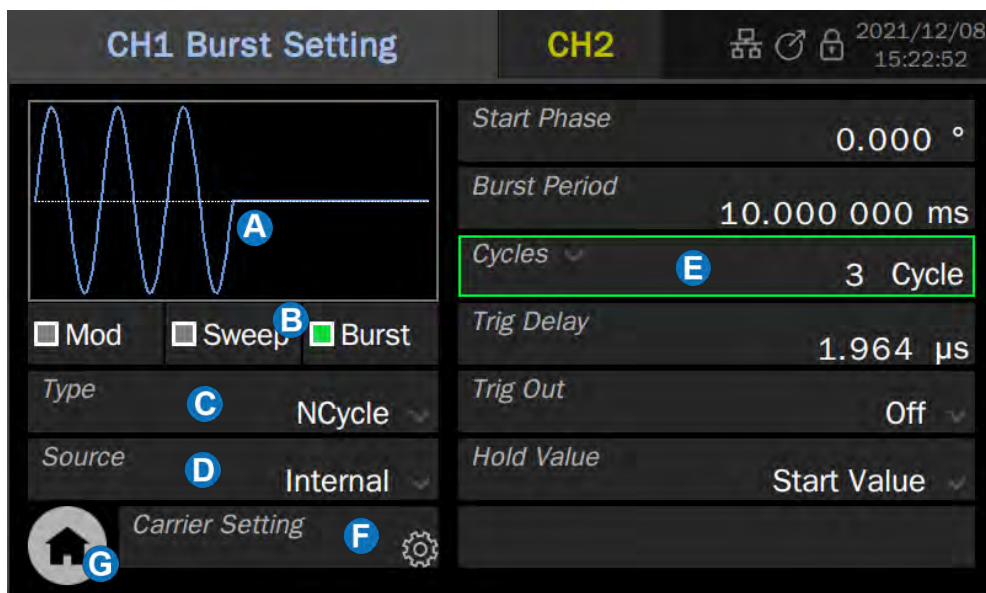 CH1 Burst Setting
CH2
2021/12/08
15:22:52
A
Mod
Sweep
B
Burst
Type
C
NCycle
Source
D
Internal
Carrier Setting
F
G
Start Phase
0.000 °
Burst Period
10.000 000 ms
Cycles
E
3 Cycle
Trig Delay
1.964 µs
Trig Out
Off
Hold Value
Start Value